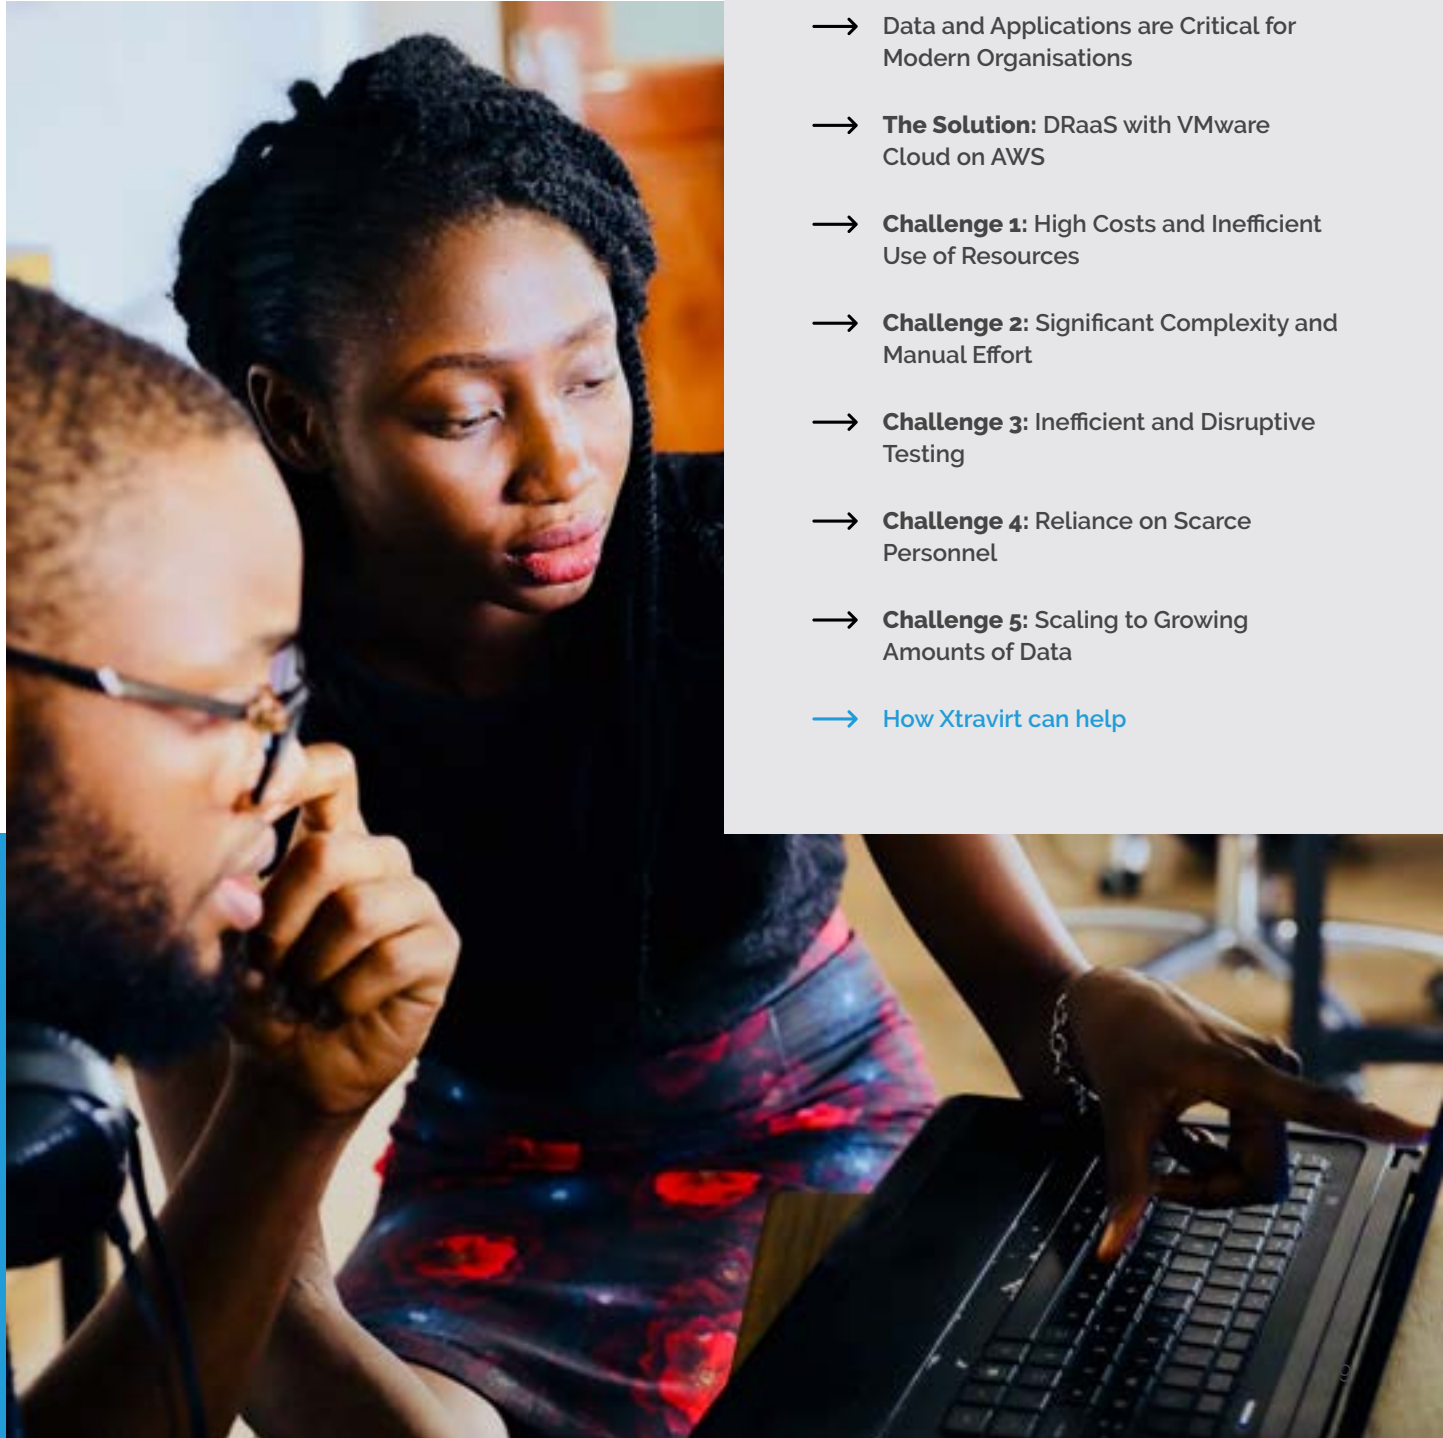 Data and Applications are Critical for
Modern Organisations
The Solution: DRaaS with VMware
Cloud on AWS
Challenge 1: High Costs and Inefficient
Use of Resources
Challenge 2: Significant Complexity and
Manual Effort
Challenge 3: Inefficient and Disruptive
Testing
Challenge 4: Reliance on Scarce
Personnel
Challenge 5: Scaling to Growing
Amounts of Data
How Xtravirt can help